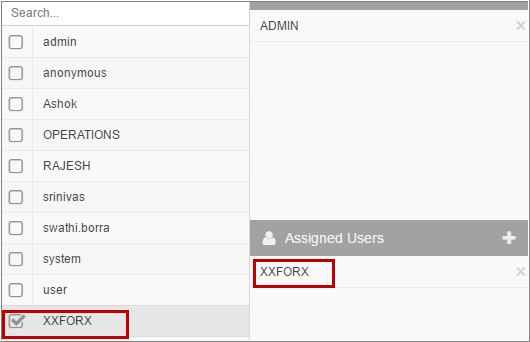 Search...
admin
anonymous
Ashok
OPERATIONS
RAJESH
srinivas
swathi.borra
system
user
XXFORX
ADMIN
Assigned Users
XXFORX